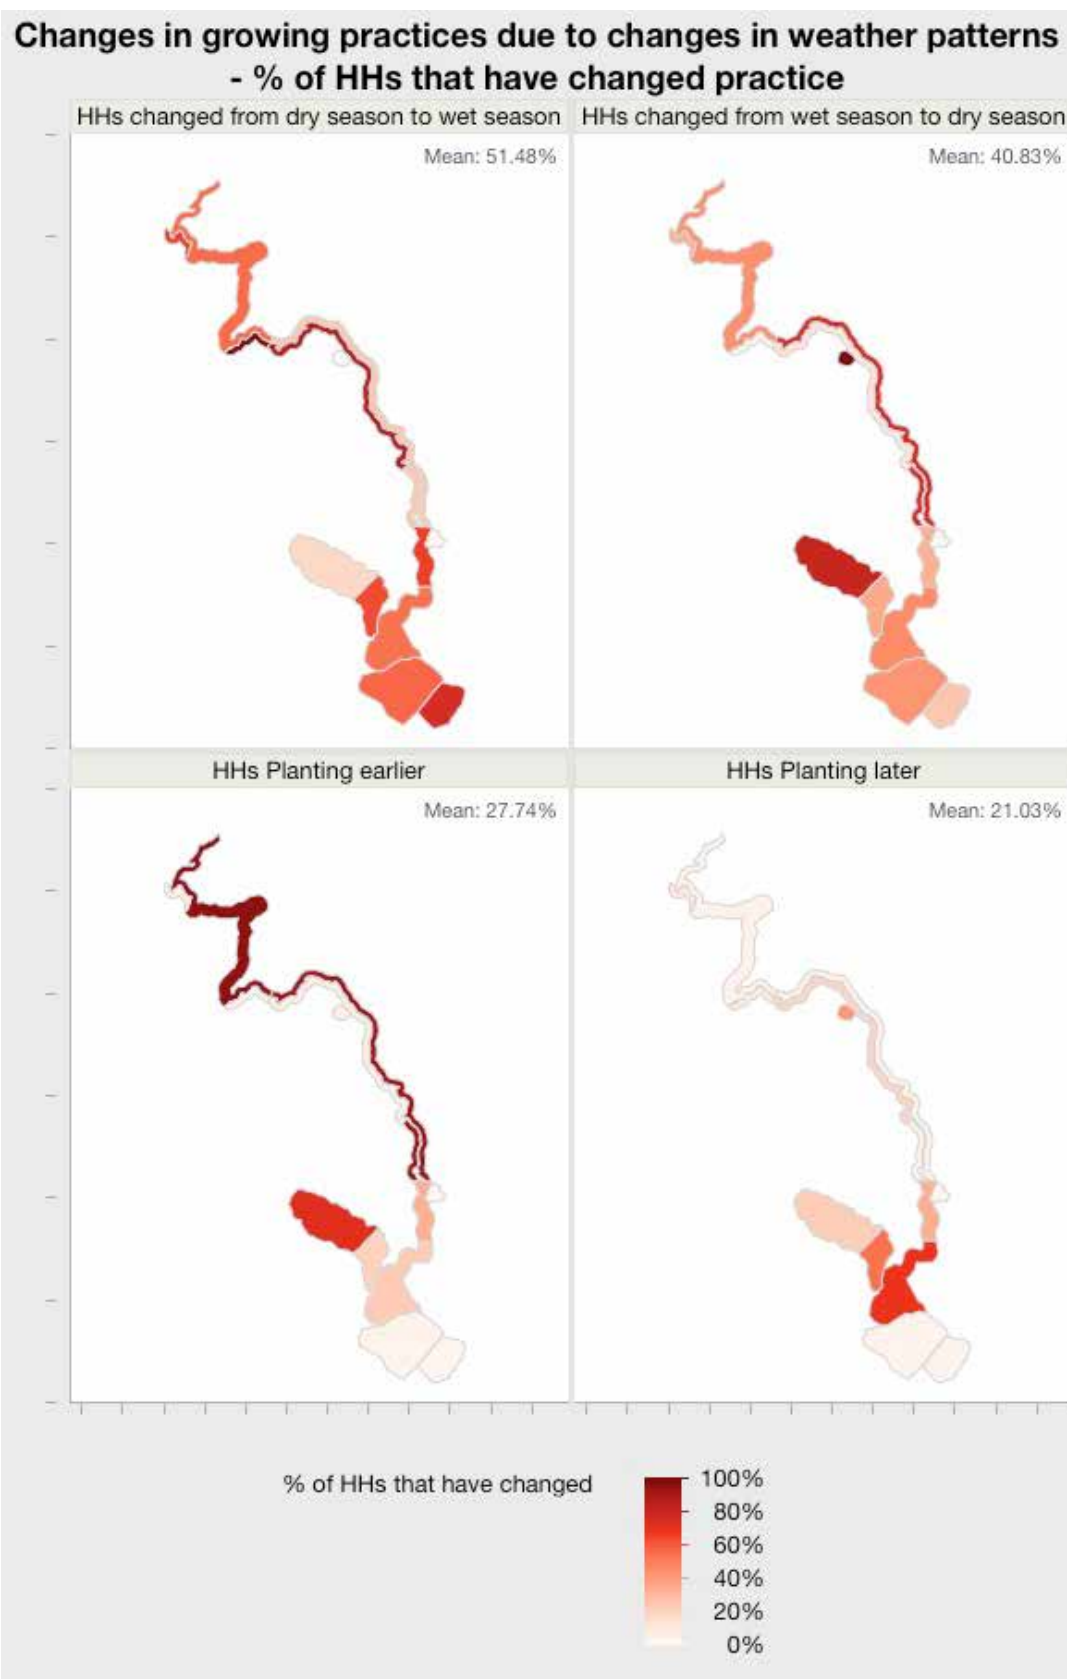 Changes in growing practices due to changes in weather patterns
- % of HHs that have changed practice
HHs changed from dry season to wet season
HHs changed from wet season to dry season
Mean: 51.48%
Mean: 40.83%
HHs Planting earlier
HHs Planting later
Mean: 27.74%
Mean: 21.03%
% of HHs that have changed
100%
80%
60%
40%
20%
0%